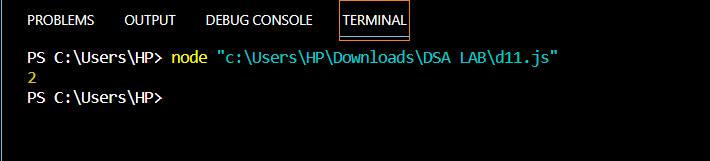 PROBLEMS OUTPUT DEBUG CONSOLE TERMINAL
PS C:\Users\HP> node "c:\Users\HP\Downloads\DSA LAB\d11.js"
2
PS C:\Users\HP>